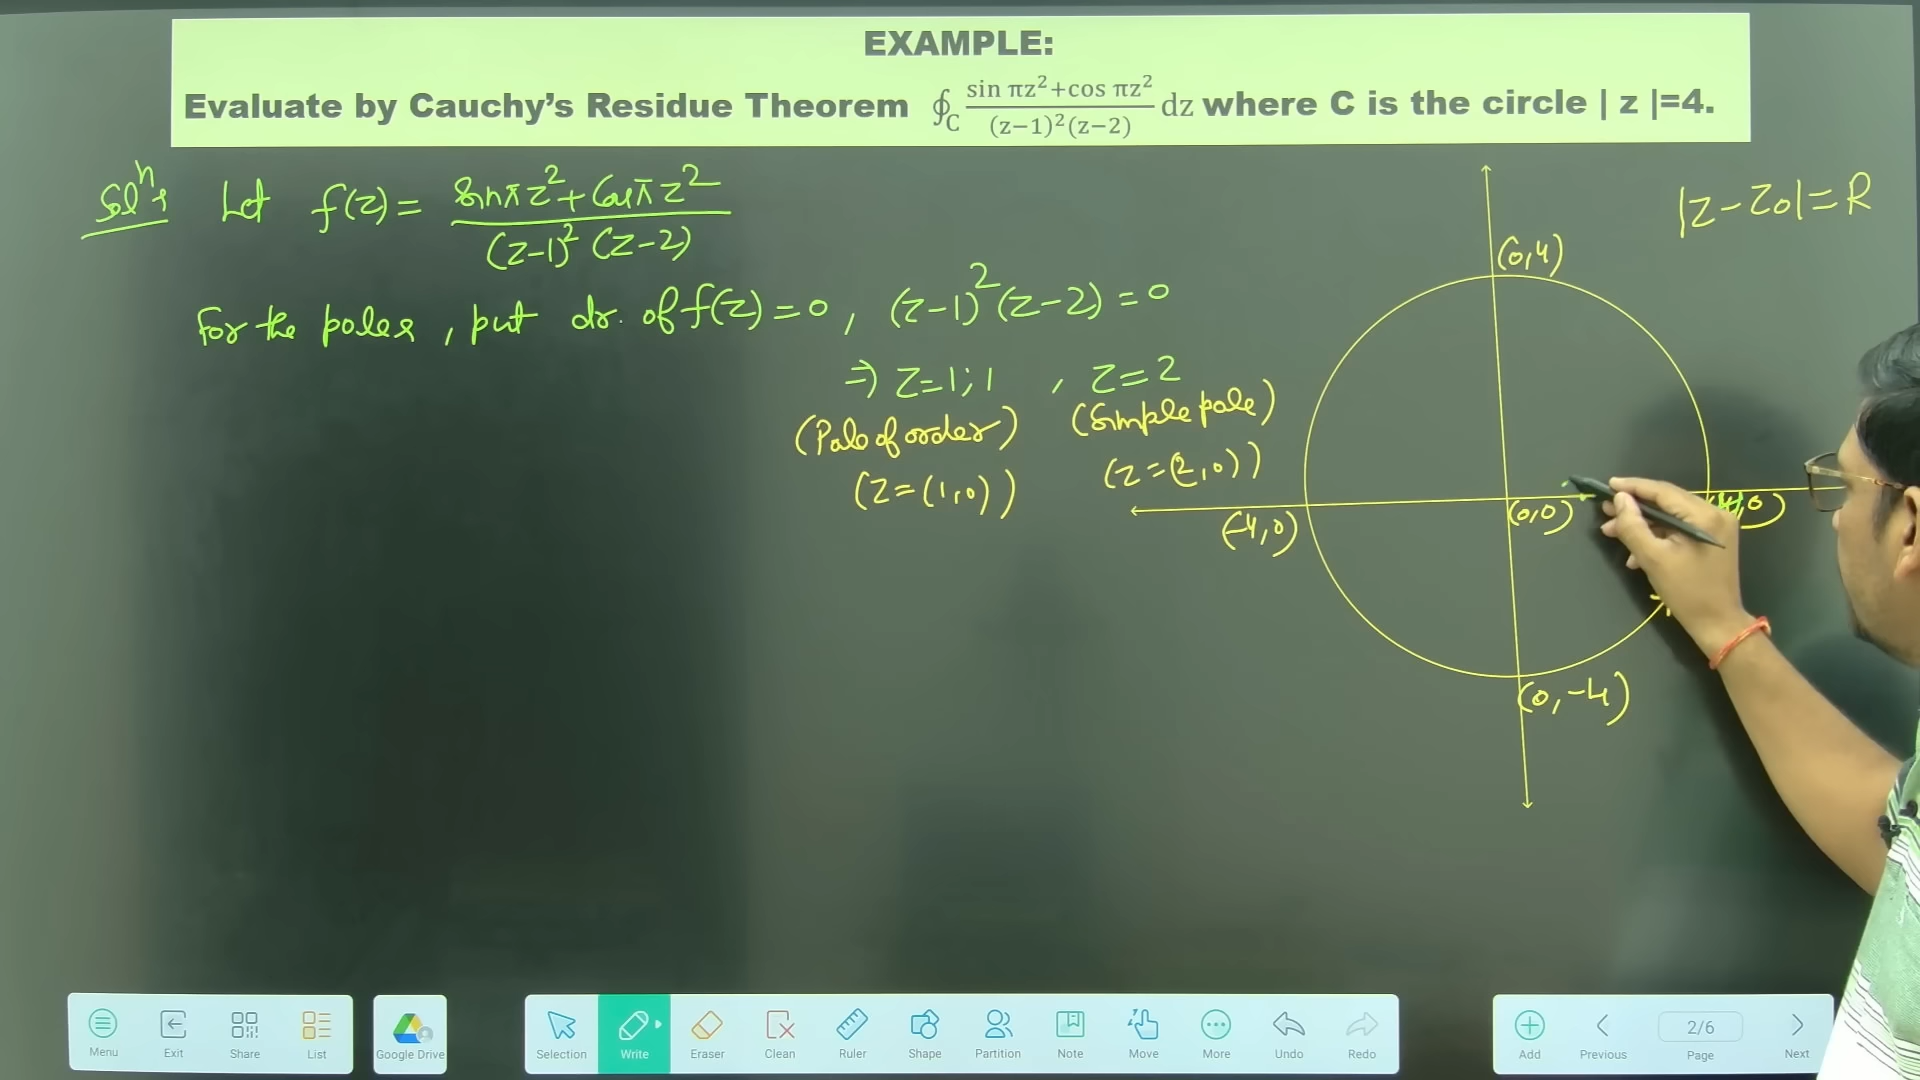 EXAMPLE:
Evaluate by Cauchy's Residue Theorem ∮_C (sin πz²+cos πz²)/((z−1)²(z−2)) dz where C is the circle | z |=4.
Solⁿ: Let f(z) = (sinπz²+Cosπz²)/((z−1)²(z−2))
|z−z0|=R
(0,4)
For the poles, put dr. of f(z)=0, (z−1)²(z−2)=0
⇒ z=1;1 , z=2
(Pole of order) (Simple pole)
(z=(1,0)) (z=(2,0))
(-4,0) (0,0)
(0,-4)
Menu Exit Share List Google Drive Selection Write Eraser Clean Ruler Shape Partition Note Move More Undo Redo Add Previous 2/6 Page Next